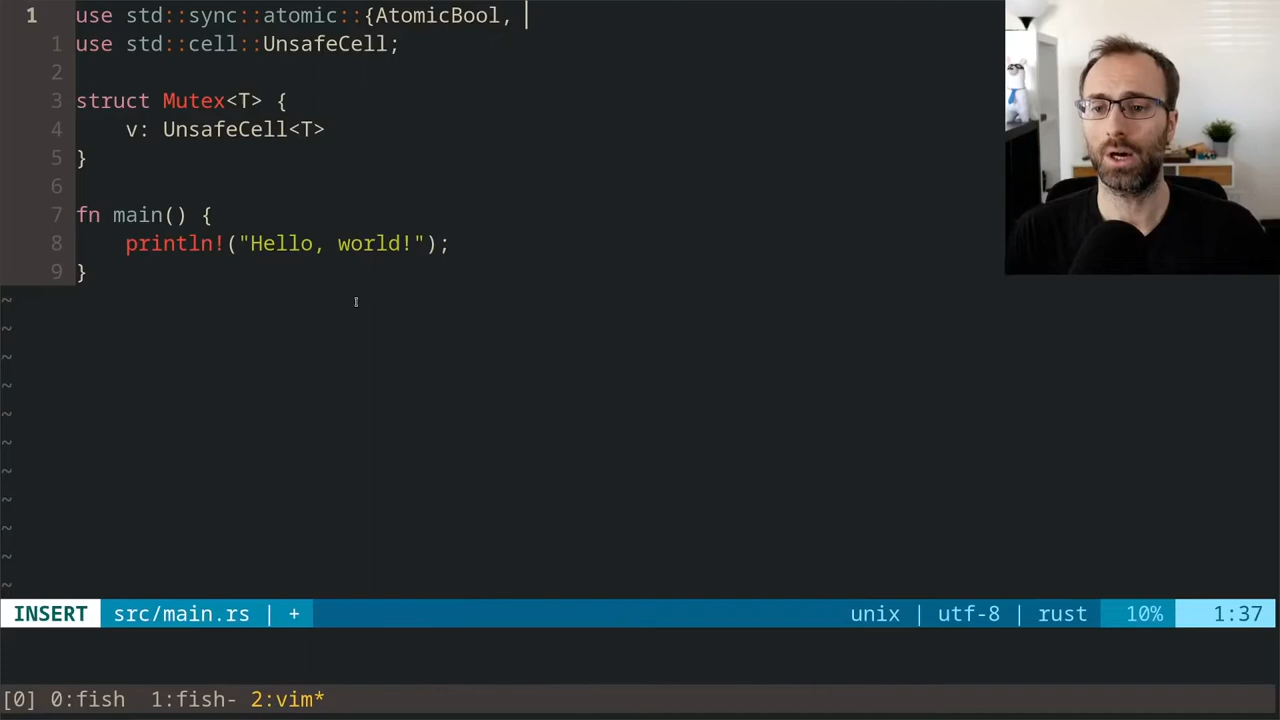 1 use std::sync::atomic::{AtomicBool,
1 use std::cell::UnsafeCell;
2
3 struct Mutex<T> {
4     v: UnsafeCell<T>
5 }
6
7 fn main() {
8     println!("Hello, world!");
9 }
~
~
~
~
~
~
~
~
~
~
~
INSERT src/main.rs | + unix | utf-8 | rust 10% 1:37
[0] 0:fish 1:fish- 2:vim*